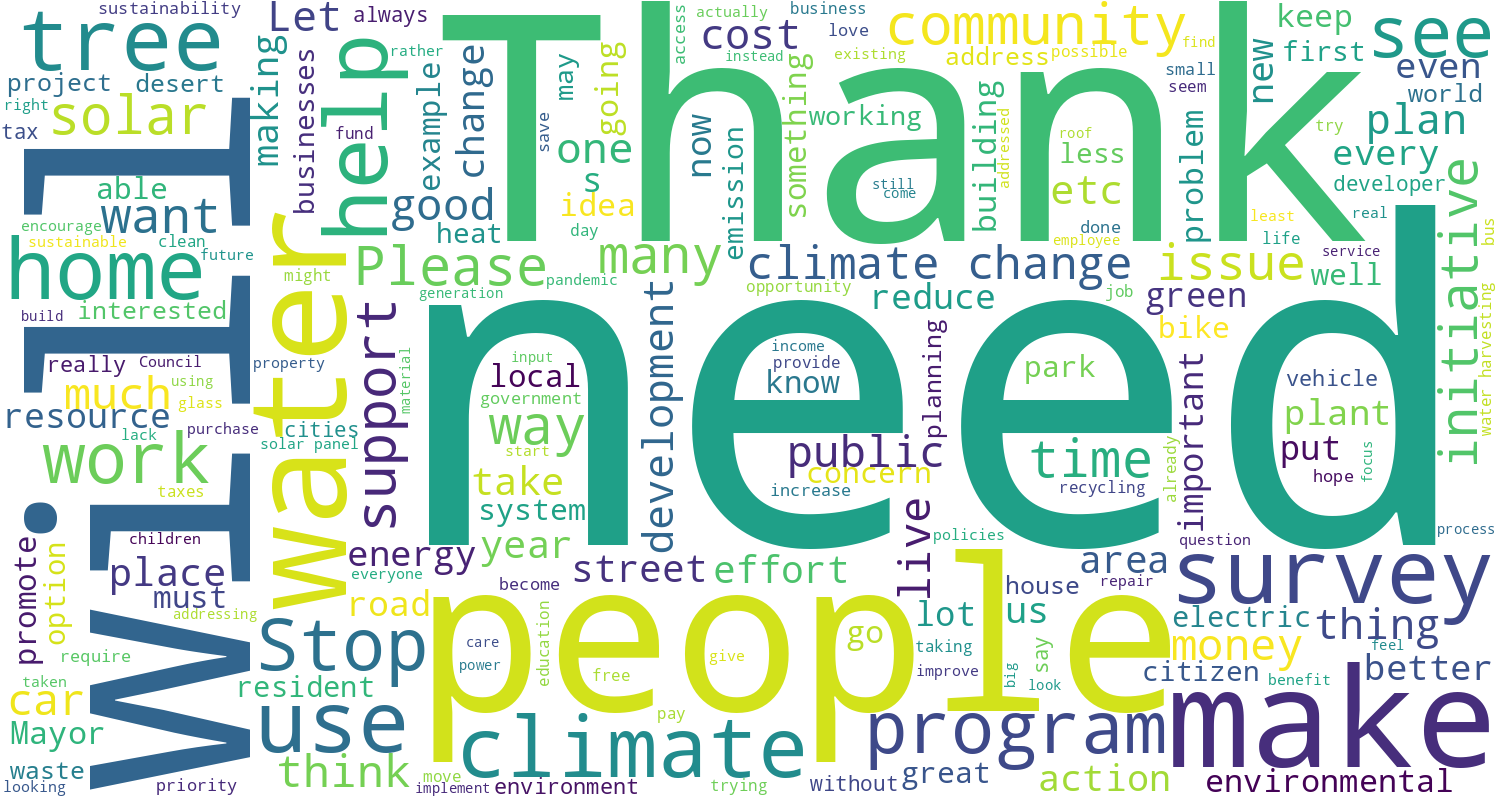 sustainability
Let
always
Thank
actually
business
community
keep
see
tree
rather
cost
access
love
address
possible
find
first
instead
existing
new
even
project
desert
making
businesses
help
example
change
may
going
something
small
seem
world
right
solar
tax
fund
save
now
emission
working
building
addressed
roof
less
etc
problem
try
plan
every
developer
able
want
one
s
idea
good
heat
day
still
come
done
employee
least
life
real
service
initiative
bus
encourage
sustainable
clean
future
home
might
water
Please
generation
pandemic
many
climate change
opportunity
reduce
job
green
issue
well
bike
harvesting
build
interested
will
support
need
development
really
Council
property
much
using
glass
resource
purchase
lack
cities
solar panel
material
input
local
government
way
start
income
provide
know
planning
park
vehicle
plant
important
work
taxes
take
system
public
concern
increase
time
recycling
already
put
hope
focus
water
children
year
energy
everyone
become
street
effort
live
policies
area
question
process
promote
option
place
must
addressing
road
people
house
repair
survey
require
Stop
care
power
education
free
give
go
lot
us
taking
improve
big
say
look
electric
thing
money
feel
citizen
benefit
better
taken
car
resident
use
Mayor
pay
climate
program
make
waste
looking
priority
think
move
implement
environment
trying
without
great
action
environmental